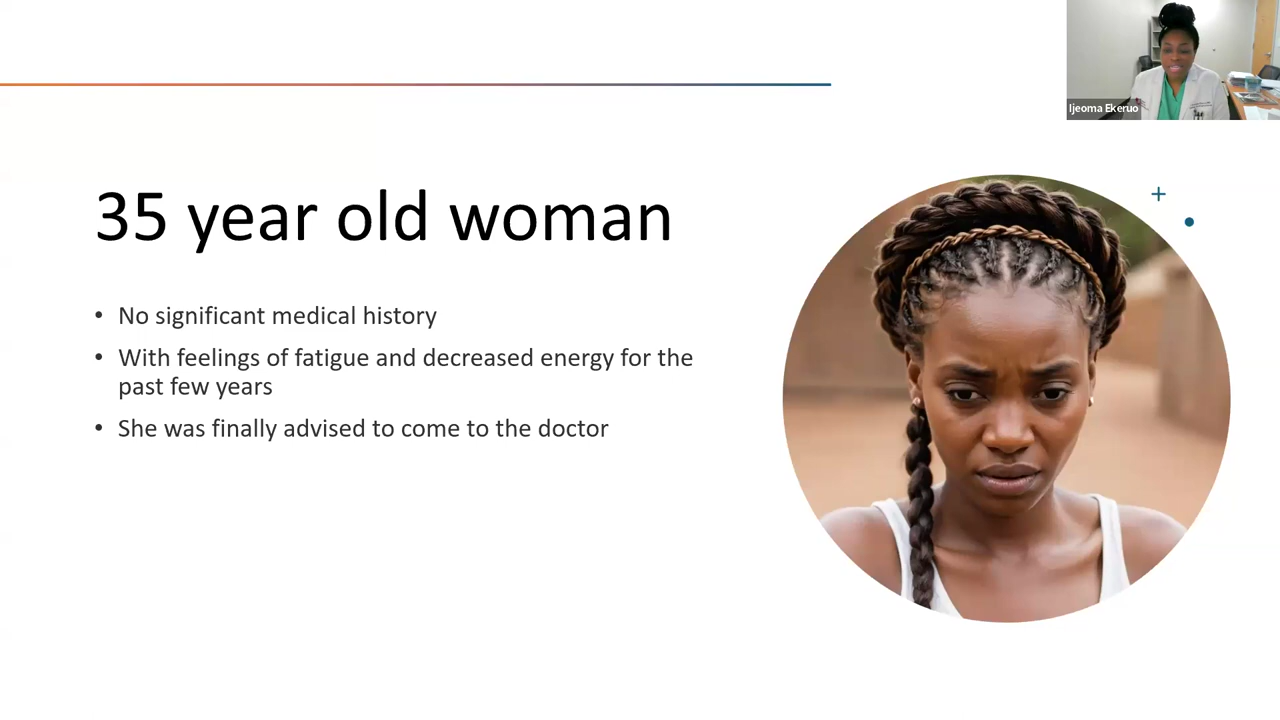 Ijeoma Ekeruo
35 year old woman
• No significant medical history
• With feelings of fatigue and decreased energy for the
past few years
• She was finally advised to come to the doctor